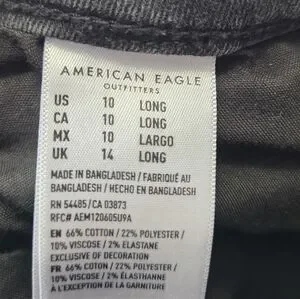 AMERICAN EAGLE
OUTFITTERS
US 10 LONG
CA 10 LONG
MX 10 LARGO
UK 14 LONG
MADE IN BANGLADESH / FABRIQUÉ AU
BANGLADESH / HECHO EN BANGLADESH
RN 54485/CA 03873
RFC# AEM120605U9A
EN 66% COTTON / 22% POLYESTER /
10% VISCOSE / 2% ELASTANE
EXCLUSIVE OF DECORATION
FR 66% COTON / 22% POLYESTER /
10% VISCOSE / 2% ÉLASTHANNE
À L'EXCEPTION DE LA GARNITURE